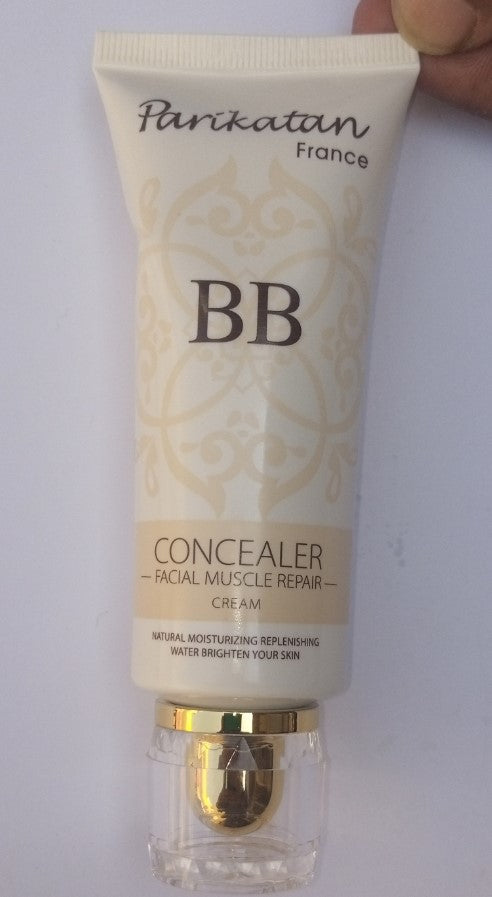 Parikatan
France
BB
CONCEALER
FACIAL MUSCLE REPAIR
CREAM
NATURAL MOISTURIZING REPLENISHING
WATER BRIGHTEN YOUR SKIN